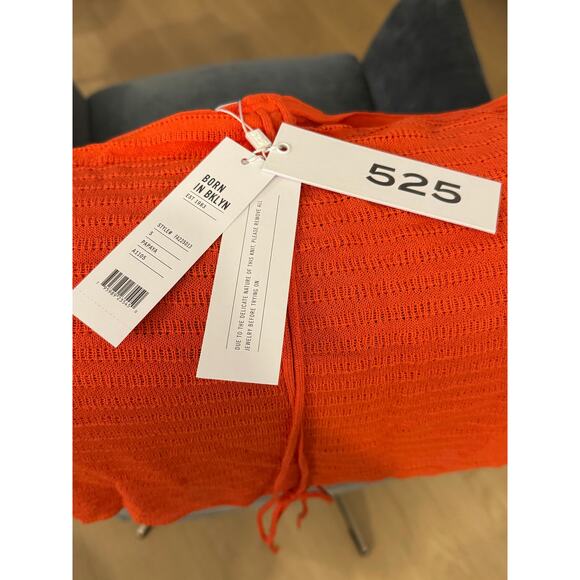 525
BORN
IN BKLYN
EST 1983
STYLE#
S
PAPAYA
A1105
DUE TO THE DELICATE NATURE OF THIS KNIT, PLEASE REMOVE ALL
JEWELRY BEFORE TRYING ON